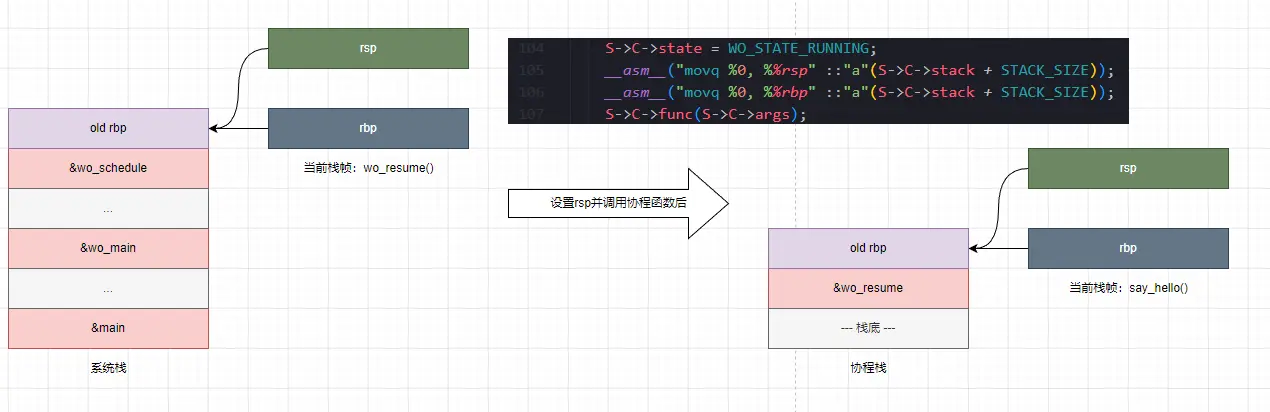 rsp
old rbp
rbp
&wo_schedule
当前栈帧：wo_resume()
...
&wo_main
...
&main
系统栈
104 S->C->state = WO_STATE_RUNNING;
105 __asm__("movq %0, %%rsp" ::"a"(S->C->stack + STACK_SIZE));
106 __asm__("movq %0, %%rbp" ::"a"(S->C->stack + STACK_SIZE));
107 S->C->func(S->C->args);
设置rsp并调用协程函数后
rsp
old rbp
rbp
&wo_resume
当前栈帧：say_hello()
--- 栈底 ---
协程栈